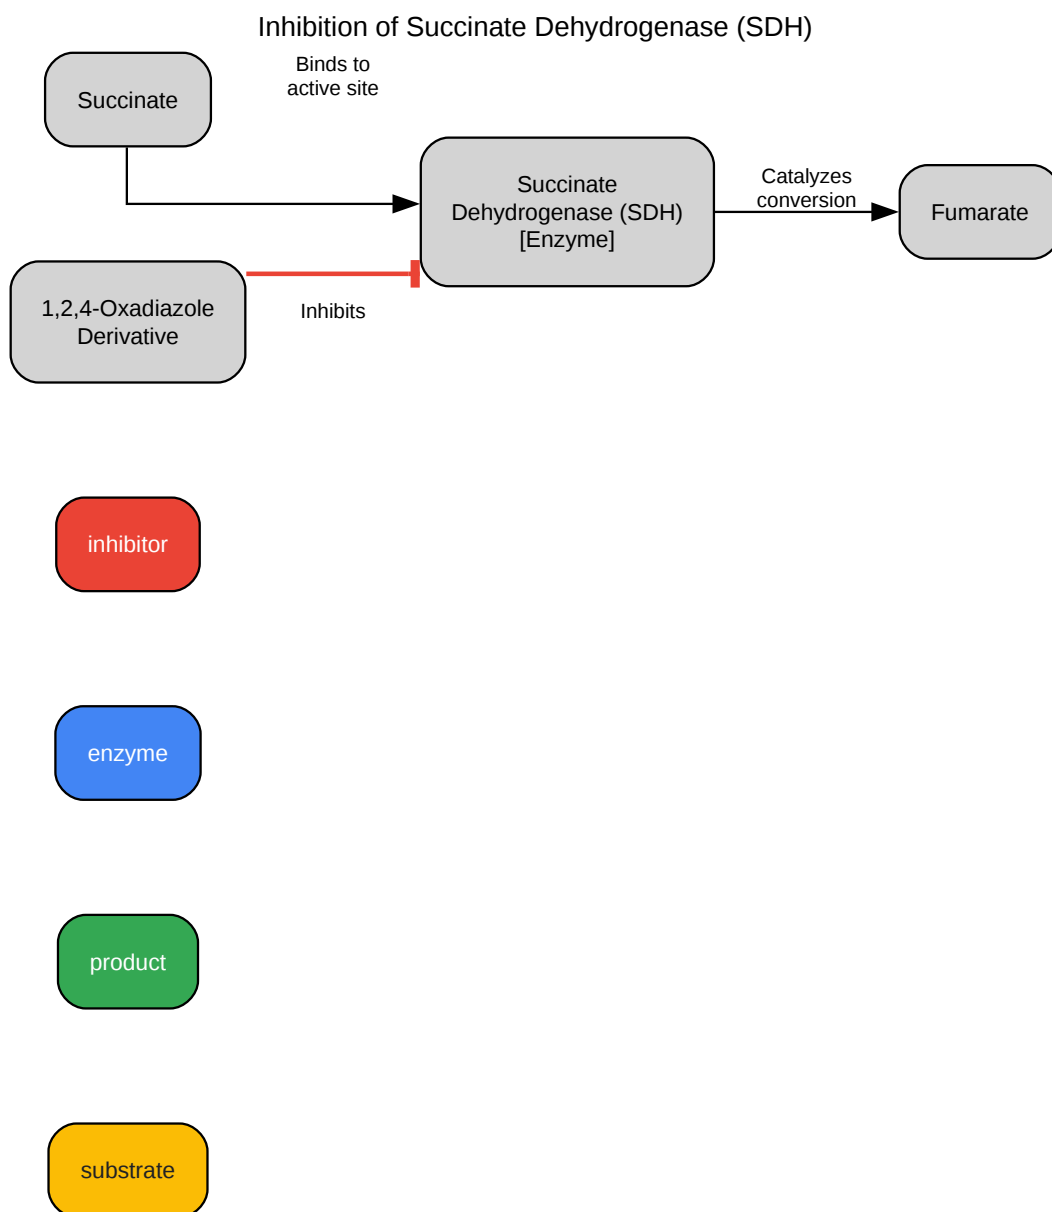 Inhibition of Succinate Dehydrogenase (SDH)
Binds to
active site
Succinate
Succinate
Dehydrogenase (SDH)
[Enzyme]
Catalyzes
conversion
Fumarate
1,2,4-Oxadiazole
Derivative
Inhibits
inhibitor
enzyme
product
substrate